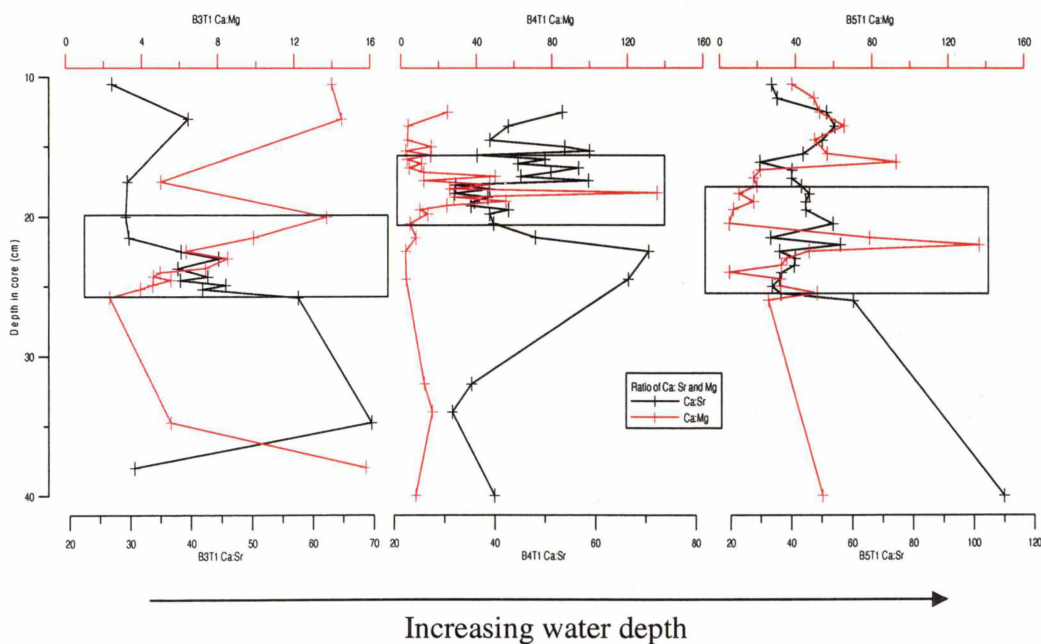 B3T1 Ca:Mg
B4T1 Ca:Mg
B5T1 Ca:Mg
0 4 8 12 16
0 40 80 120 160
0 40 80 120 160
Depth in core (cm)
10
20
30
40
Ratio of Ca: Sr and Mg
Ca:Sr
Ca:Mg
20 30 40 50 60 70
20 40 60 80
20 40 60 80 100 120
B3T1 Ca:Sr
B4T1 Ca:Sr
B5T1 Ca:Sr
Increasing water depth